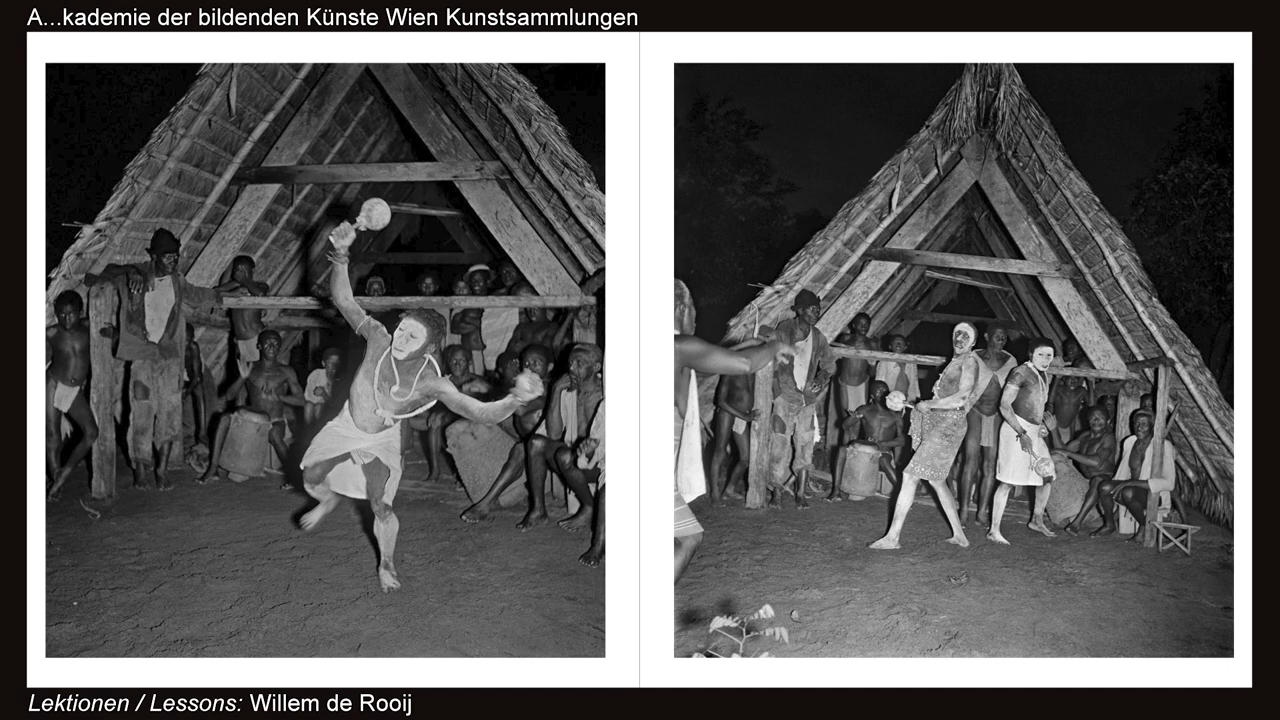 A...kademie der bildenden Künste Wien Kunstsammlungen
Lektionen / Lessons: Willem de Rooij